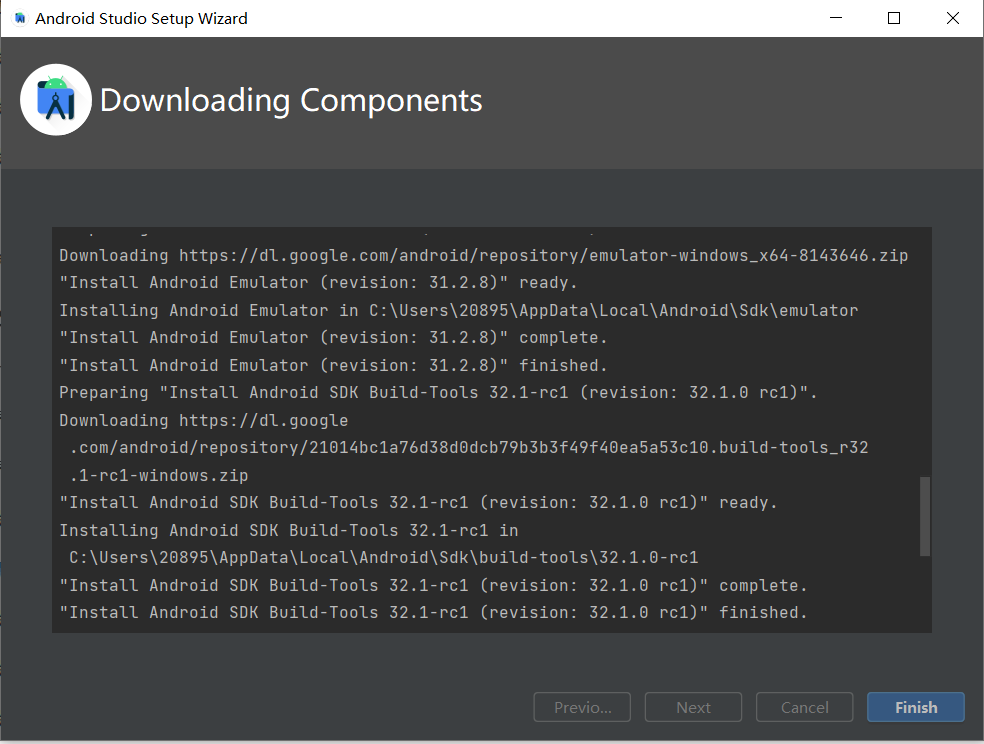 Android Studio Setup Wizard
Downloading Components
Downloading https://dl.google.com/android/repository/emulator-windows_x64-8143646.zip
"Install Android Emulator (revision: 31.2.8)" ready.
Installing Android Emulator in C:\Users\20895\AppData\Local\Android\Sdk\emulator
"Install Android Emulator (revision: 31.2.8)" complete.
"Install Android Emulator (revision: 31.2.8)" finished.
Preparing "Install Android SDK Build-Tools 32.1-rc1 (revision: 32.1.0 rc1)".
Downloading https://dl.google
.com/android/repository/21014bc1a76d38d0dcb79b3b3f49f40ea5a53c10.build-tools_r32
.1-rc1-windows.zip
"Install Android SDK Build-Tools 32.1-rc1 (revision: 32.1.0 rc1)" ready.
Installing Android SDK Build-Tools 32.1-rc1 in
C:\Users\20895\AppData\Local\Android\Sdk\build-tools\32.1.0-rc1
"Install Android SDK Build-Tools 32.1-rc1 (revision: 32.1.0 rc1)" complete.
"Install Android SDK Build-Tools 32.1-rc1 (revision: 32.1.0 rc1)" finished.
Previo... Next Cancel Finish